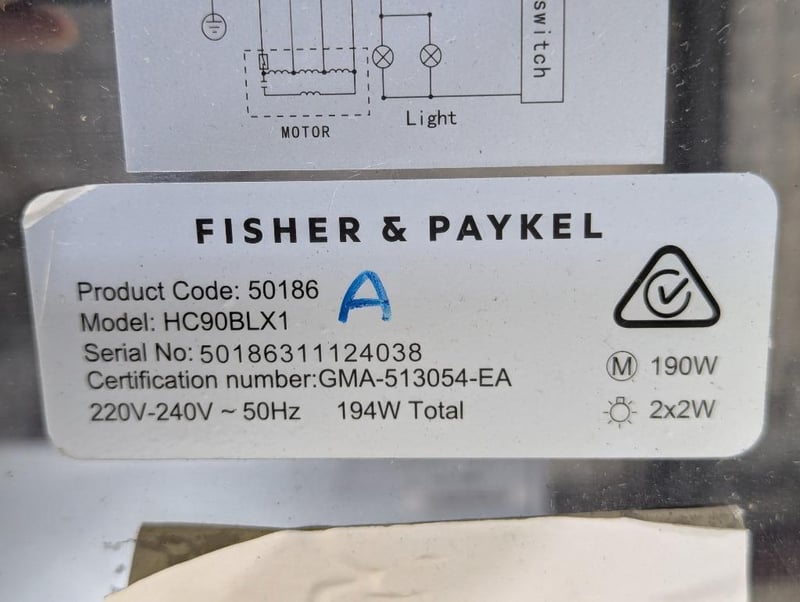 switch
MOTOR
Light
FISHER & PAYKEL
Product Code: 50186
A
Model: HC90BLX1
Serial No: 50186311124038
Certification number:GMA-513054-EA
220V-240V ~ 50Hz 194W Total
M 190W
2x2W